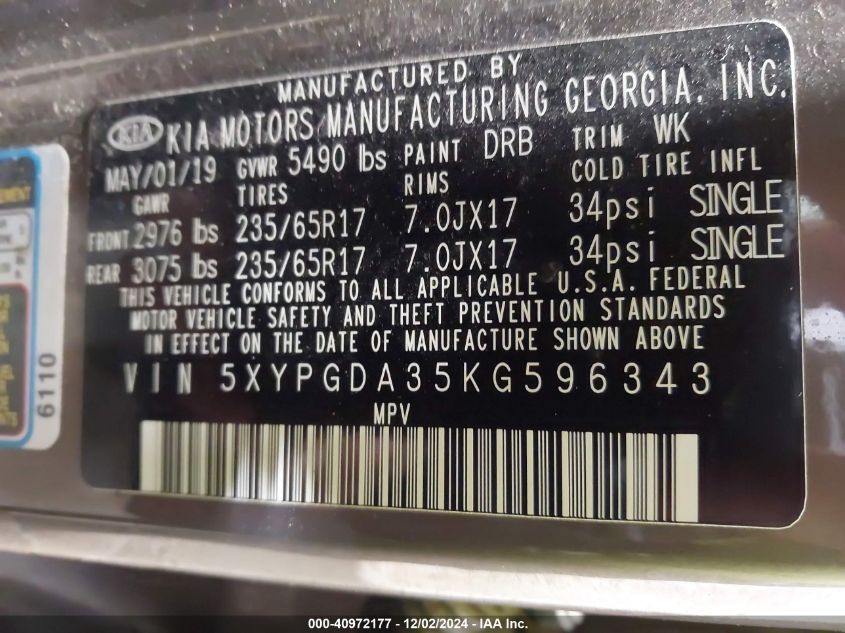 MANUFACTURED BY
KIA KIA MOTORS MANUFACTURING GEORGIA, INC.
MAY/01/19 GVWR 5490 lbs PAINT DRB TRIM WK
GAWR TIRES RIMS COLD TIRE INFL
FRONT 2976 lbs 235/65R17 7.0JX17 34psi SINGLE
REAR 3075 lbs 235/65R17 7.0JX17 34psi SINGLE
THIS VEHICLE CONFORMS TO ALL APPLICABLE U.S.A. FEDERAL
MOTOR VEHICLE SAFETY AND THEFT PREVENTION STANDARDS
IN EFFECT ON THE DATE OF MANUFACTURE SHOWN ABOVE
VIN 5XYPGDA35KG596343
MPV
6110
000-40972177 - 12/02/2024 - IAA Inc.